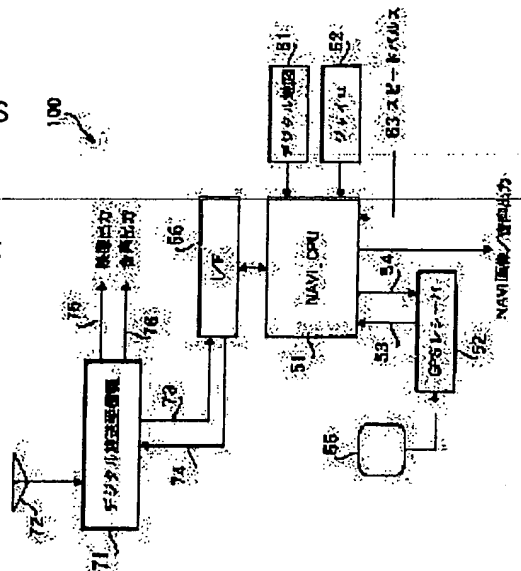 S
100
72
デジタル放送受信機
71
75
映像出力
音声出力
76
73
74
I/F
56
NAVI CPU
51
デジタル地図
61
ジャイロ
62
63 スピードパルス
53
54
GPSレシーバ
52
55
NAVI画像/音声出力